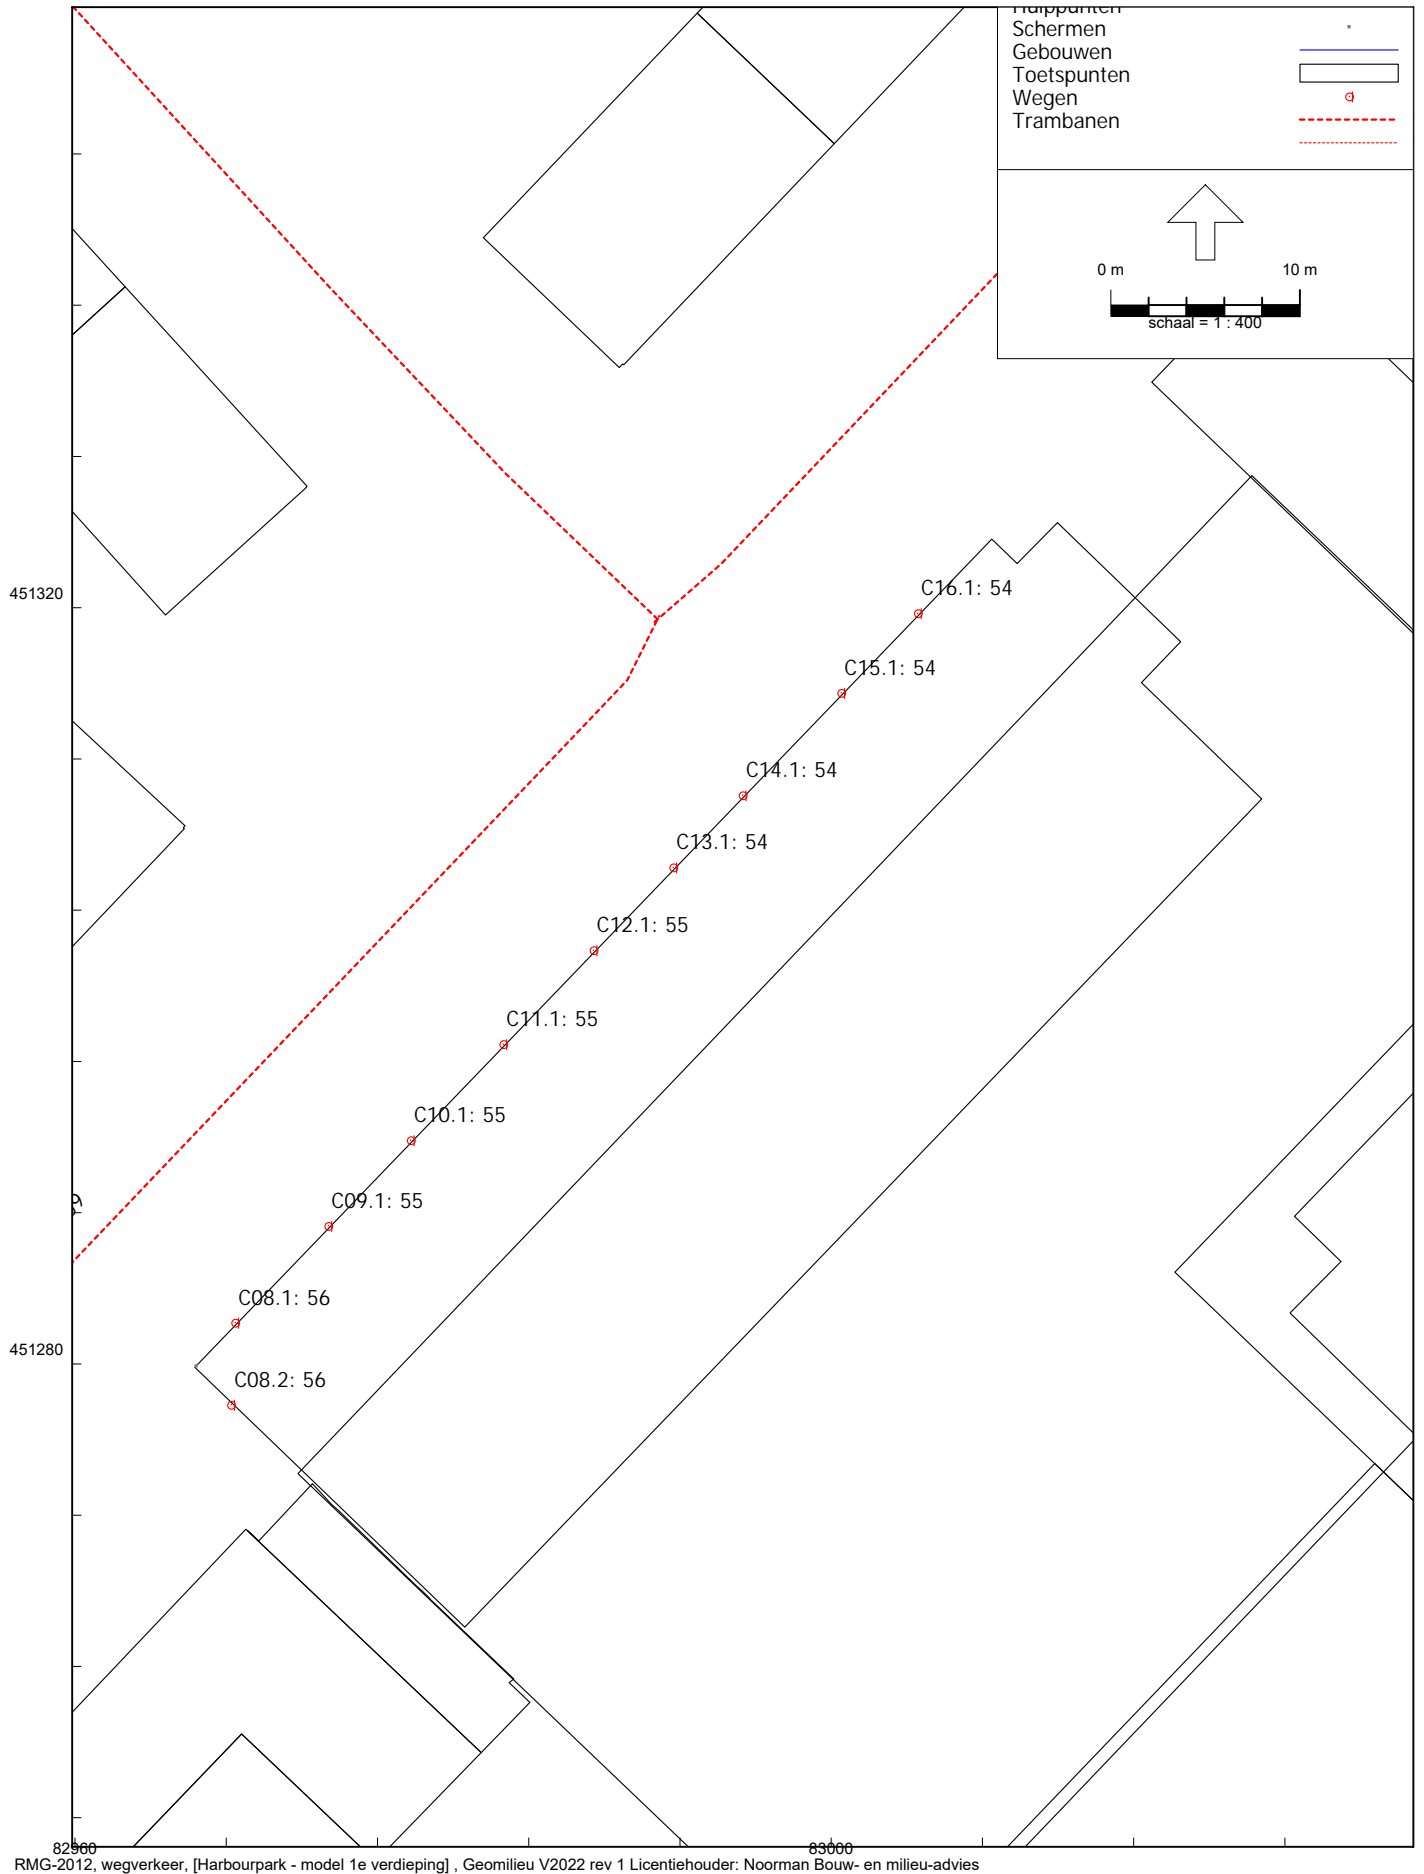 Hulppunten
Schermen
Gebouwen
Toetspunten
Wegen
Trambanen
0 m 10 m
schaal = 1 : 400
451320
C16.1: 54
C15.1: 54
C14.1: 54
C13.1: 54
C12.1: 55
C11.1: 55
C10.1: 55
C09.1: 55
C08.1: 56
451280
C08.2: 56
82960 83000
RMG-2012, wegverkeer, [Harbourpark - model 1e verdieping] , Geomilieu V2022 rev 1 Licentiehouder: Noorman Bouw- en milieu-advies